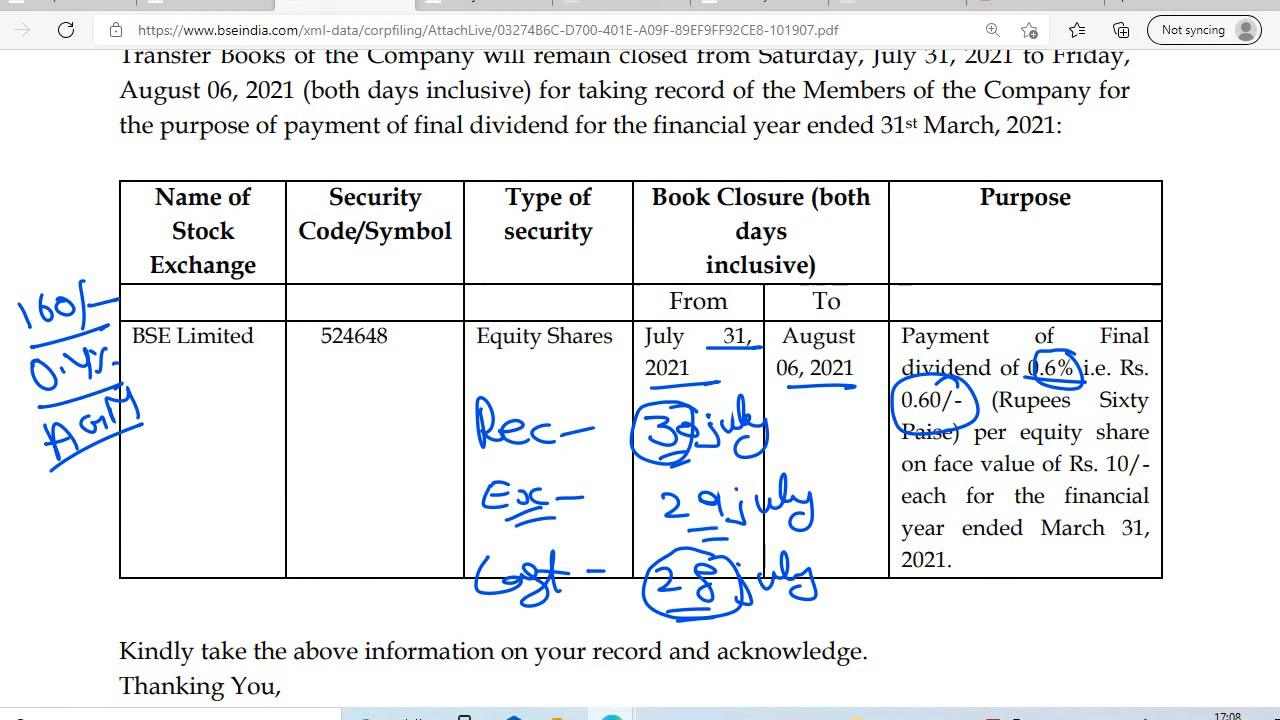 https://www.bseindia.com/xml-data/corpfiling/AttachLive/03274B6C-D700-401E-A09F-89EF9FF92CE8-101907.pdf
Not syncing
Transfer Books of the Company will remain closed from Saturday, July 31, 2021 to Friday,
August 06, 2021 (both days inclusive) for taking record of the Members of the Company for
the purpose of payment of final dividend for the financial year ended 31st March, 2021:
Name of
Stock
Exchange
Security
Code/Symbol
Type of
security
Book Closure (both
days
inclusive)
Purpose
From
To
BSE Limited
524648
Equity Shares
July 31,
2021
August
06, 2021
Payment of Final
dividend of 0.6% i.e. Rs.
0.60/- (Rupees Sixty
Paise) per equity share
on face value of Rs. 10/-
each for the financial
year ended March 31,
2021.
160/-
AGM
Rec- 30 july
Ex- 29 july
28 july
Kindly take the above information on your record and acknowledge.
Thanking You,
17:08